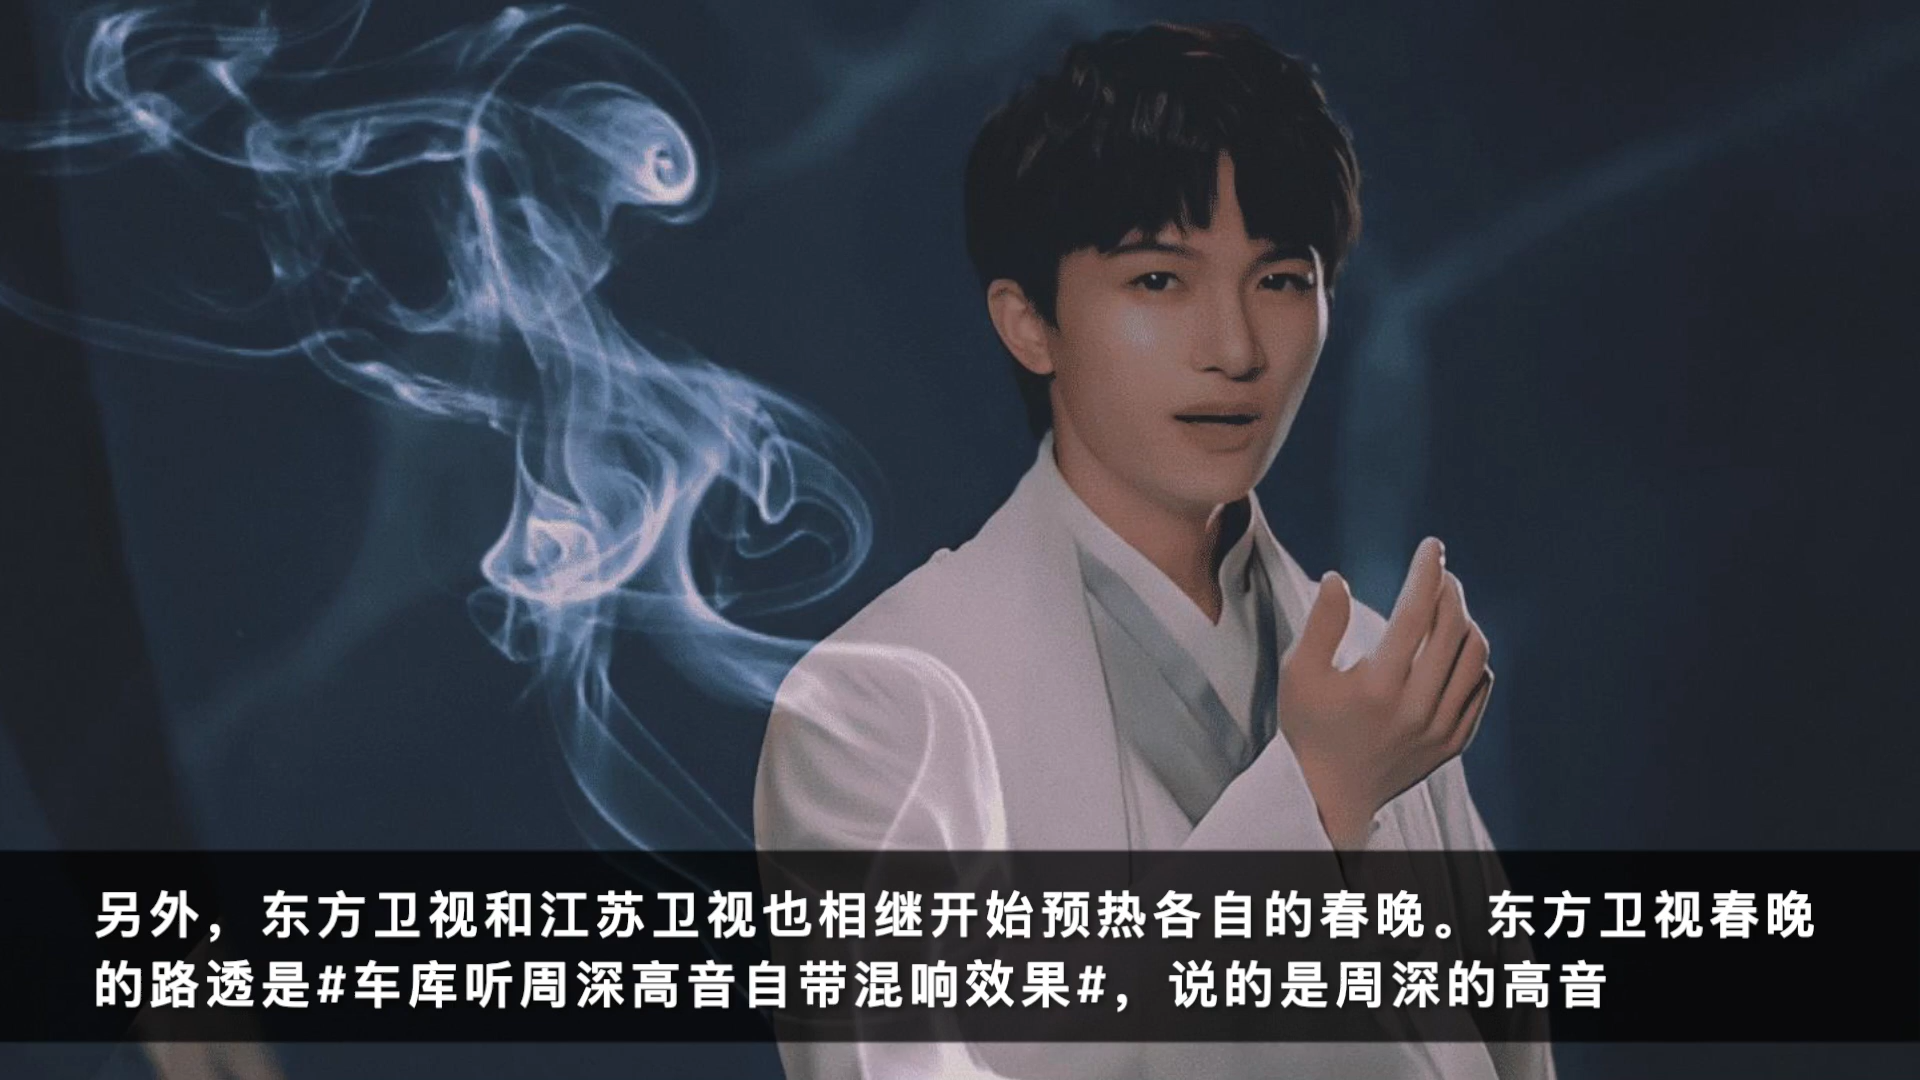 另外，东方卫视和江苏卫视也相继开始预热各自的春晚。东方卫视春晚
的路透是#车库听周深高音自带混响效果#，说的是周深的高音